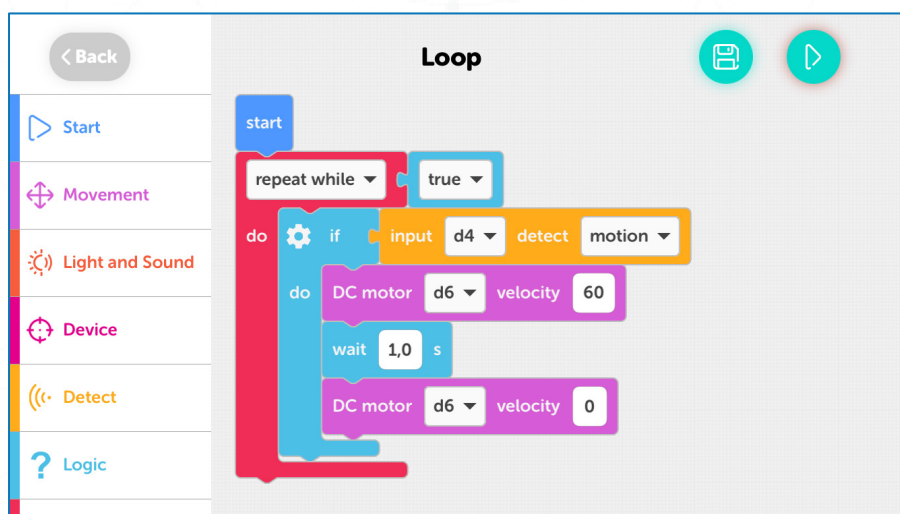 Back
Loop
Start
Movement
Light and Sound
Device
Detect
Logic
start
repeat while true
do if input d4 detect motion
do DC motor d6 velocity 60
wait 1,0 s
DC motor d6 velocity 0